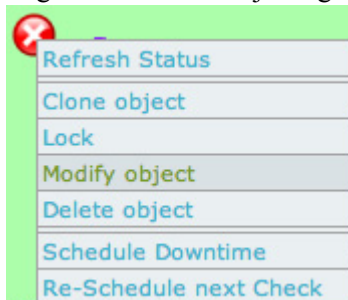 Refresh Status
Clone object
Lock
Modify object
Delete object
Schedule Downtime
Re-Schedule next Check